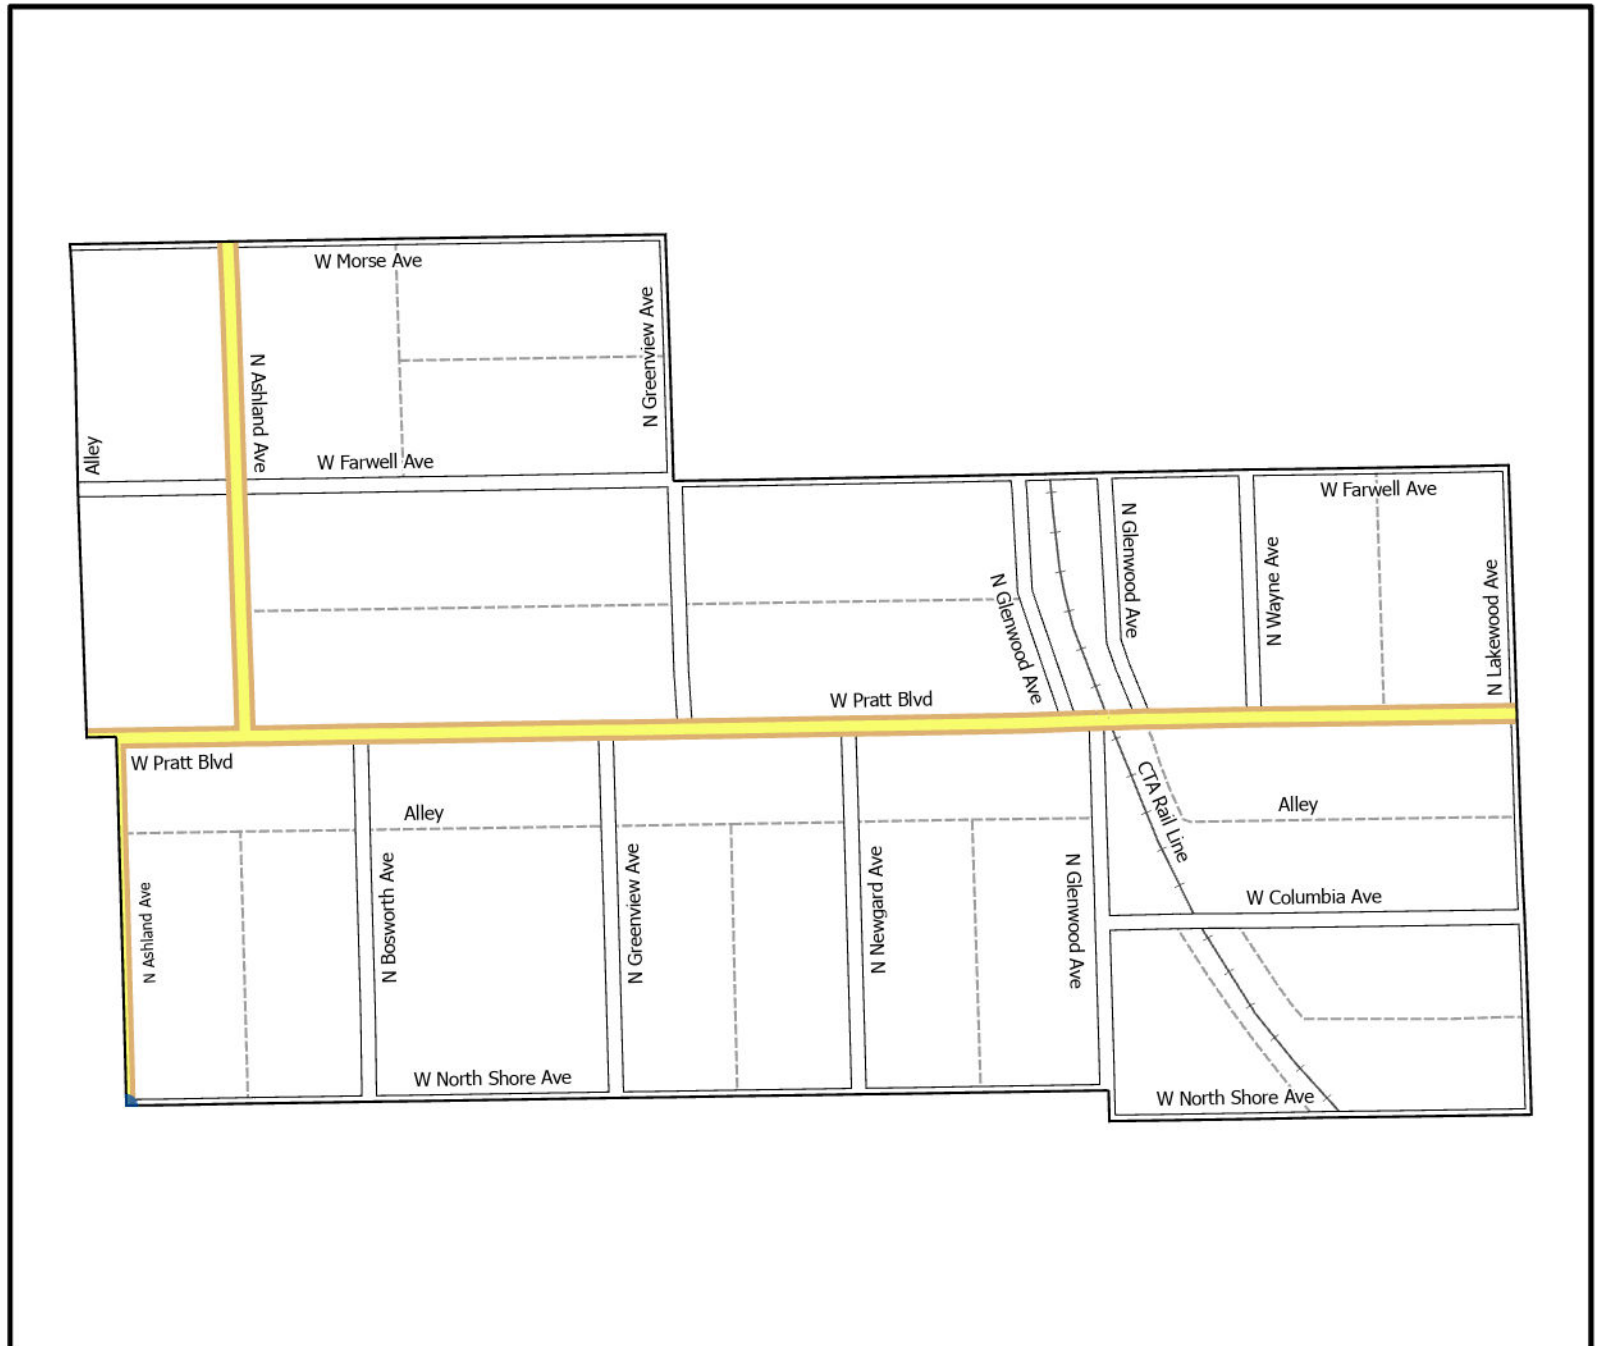 W Morse Ave
N Greenview Ave
N Ashland Ave
Alley
W Farwell Ave
W Farwell Ave
N Glenwood Ave
N Wayne Ave
N Lakewood Ave
N Glenwood Ave
W Pratt Blvd
W Pratt Blvd
CTA Rail Line
Alley
Alley
N Ashland Ave
N Bosworth Ave
N Greenview Ave
N Newgard Ave
N Glenwood Ave
W Columbia Ave
W North Shore Ave
W North Shore Ave